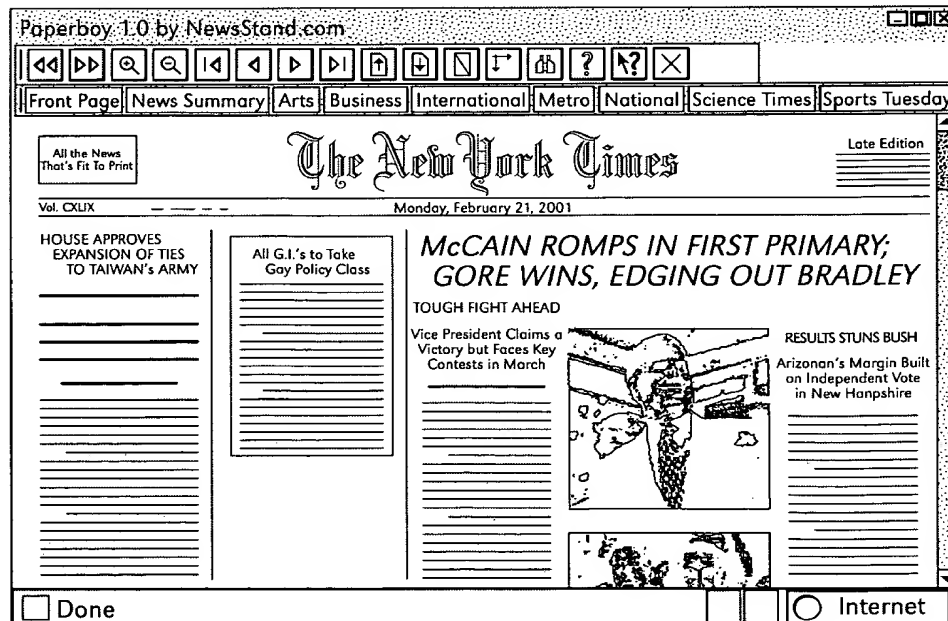 Paperboy 1.0 by NewsStand.com
? ?
Front Page News Summary Arts Business International Metro National Science Times Sports Tuesday
All the News
That's Fit To Print
The New York Times
Late Edition
Vol. CXLIX
Monday, February 21, 2001
HOUSE APPROVES
EXPANSION OF TIES
TO TAIWAN's ARMY
All G.I.'s to Take
Gay Policy Class
McCAIN ROMPS IN FIRST PRIMARY;
GORE WINS, EDGING OUT BRADLEY
TOUGH FIGHT AHEAD
Vice President Claims a
Victory but Faces Key
Contests in March
RESULTS STUNS BUSH
Arizonan's Margin Built
on Independent Vote
in New Hanpshire
Done
Internet